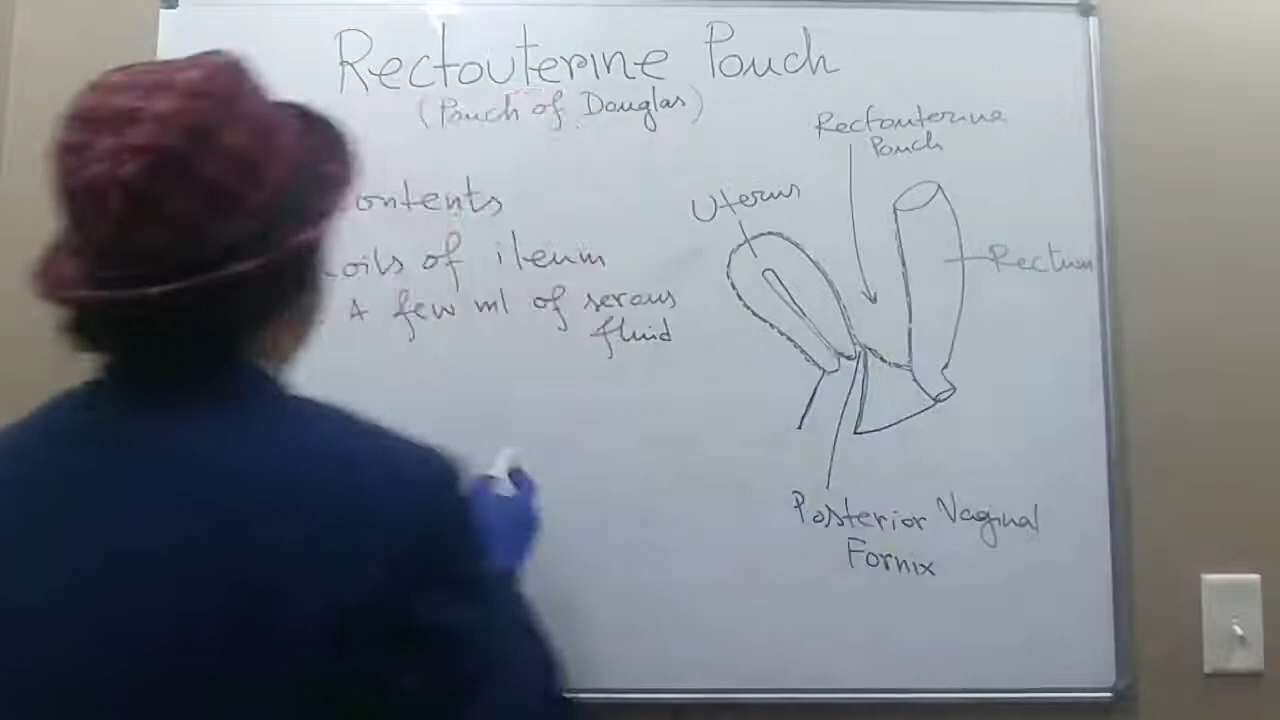 Rectouterine Pouch
(Pouch of Douglas)
ontents
oils of ileum
A few ml of serous
fluid
Rectouterine
Pouch
Uterus
Rectum
Posterior Vaginal
Fornix